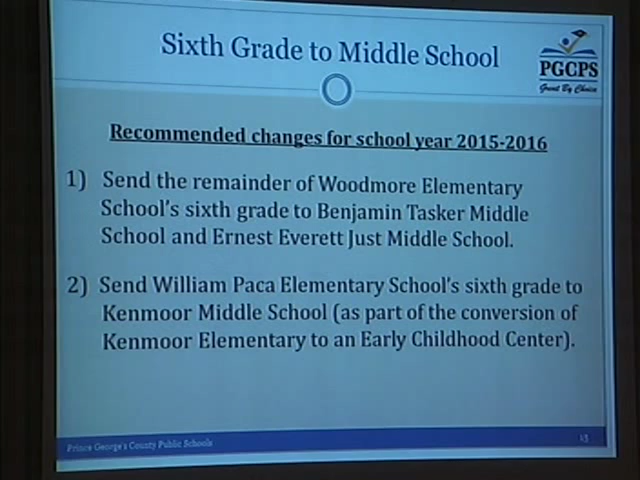 Sixth Grade to Middle School
PGCPS
Great By Choice
Recommended changes for school year 2015-2016
1) Send the remainder of Woodmore Elementary
School's sixth grade to Benjamin Tasker Middle
School and Ernest Everett Just Middle School.
2) Send William Paca Elementary School's sixth grade to
Kenmoor Middle School (as part of the conversion of
Kenmoor Elementary to an Early Childhood Center).
Prince George's County Public Schools